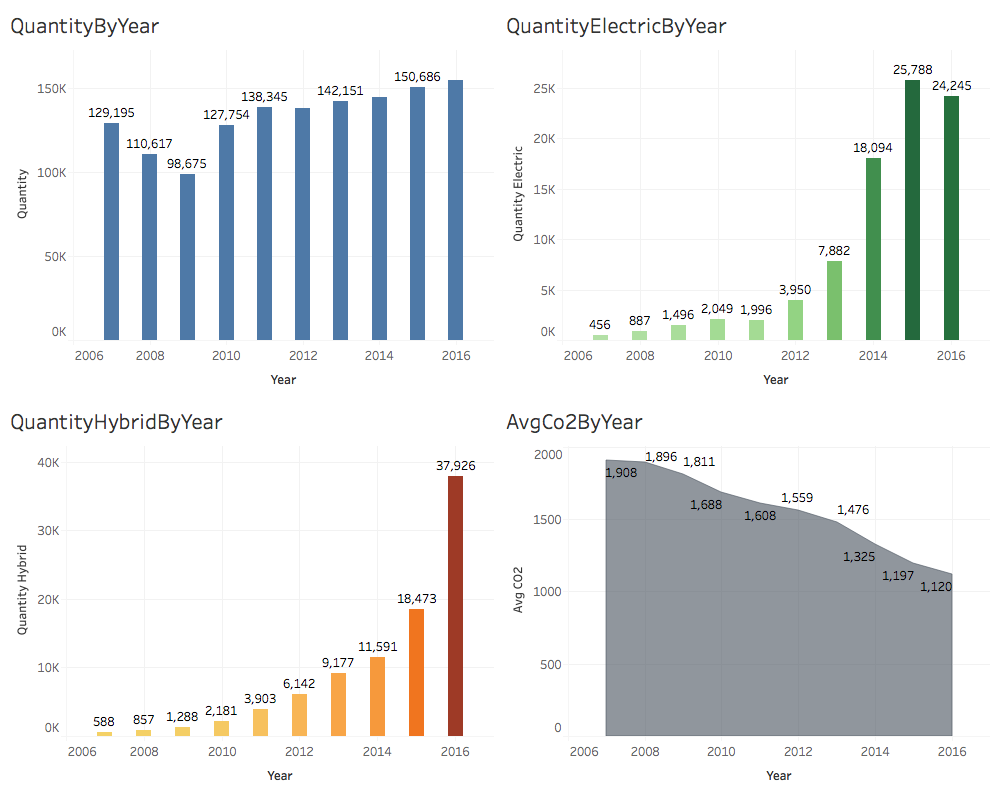 QuantityByYear
150K
100K
50K
0K
Quantity
129,195
110,617
98,675
127,754
138,345
142,151
150,686
2006
2008
2010
2012
2014
2016
Year
QuantityElectricByYear
25K
20K
15K
10K
5K
0K
Quantity Electric
456
887
1,496
2,049
1,996
3,950
7,882
18,094
25,788
24,245
2006
2008
2010
2012
2014
2016
Year
QuantityHybridByYear
40K
30K
20K
10K
0K
Quantity Hybrid
588
857
1,288
2,181
3,903
6,142
9,177
11,591
18,473
37,926
2006
2008
2010
2012
2014
2016
Year
AvgCo2ByYear
2000
1500
1000
500
0
Avg CO2
1,908
1,896
1,811
1,688
1,608
1,559
1,476
1,325
1,197
1,120
2006
2008
2010
2012
2014
2016
Year